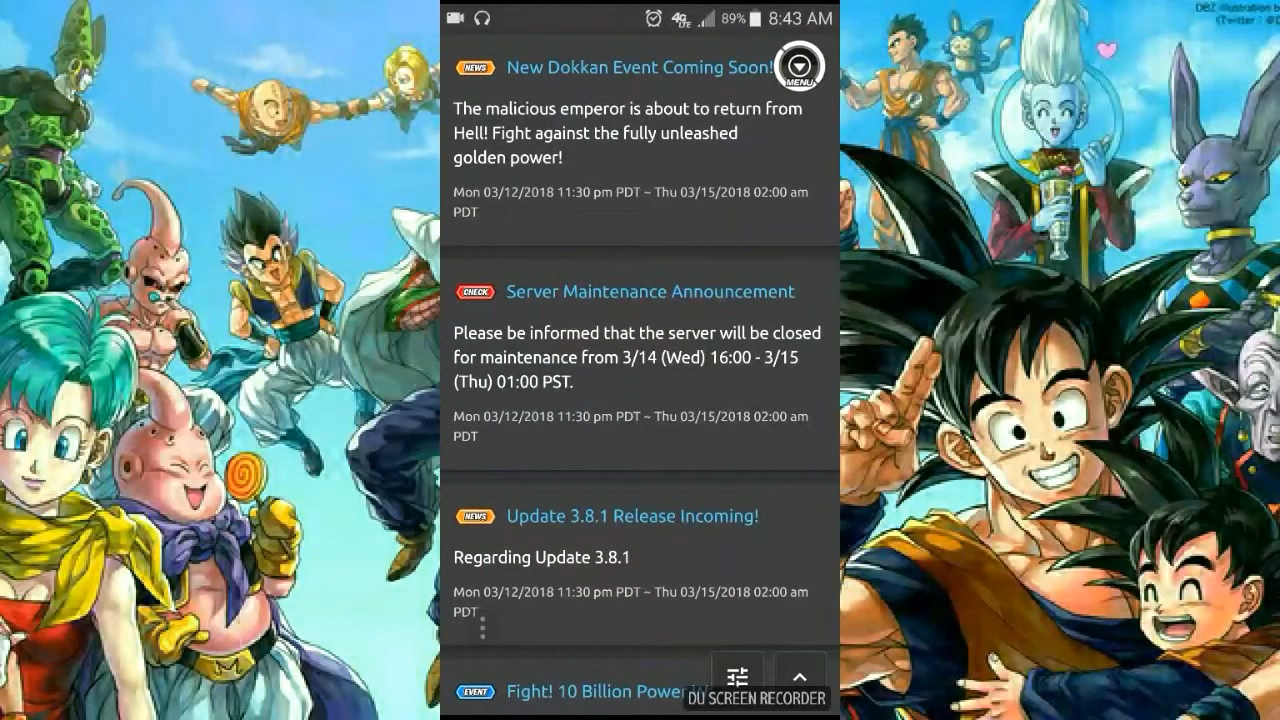 DBZ illustration b
(Twitter : @D
4G LTE 89% 8:43 AM
NEWS New Dokkan Event Coming Soon!
MENU
The malicious emperor is about to return from
Hell! Fight against the fully unleashed
golden power!
Mon 03/12/2018 11:30 pm PDT ~ Thu 03/15/2018 02:00 am
PDT
CHECK Server Maintenance Announcement
Please be informed that the server will be closed
for maintenance from 3/14 (Wed) 16:00 - 3/15
(Thu) 01:00 PST.
Mon 03/12/2018 11:30 pm PDT ~ Thu 03/15/2018 02:00 am
PDT
NEWS Update 3.8.1 Release Incoming!
Regarding Update 3.8.1
Mon 03/12/2018 11:30 pm PDT ~ Thu 03/15/2018 02:00 am
PDT
EVENT Fight! 10 Billion Power
DU SCREEN RECORDER
M